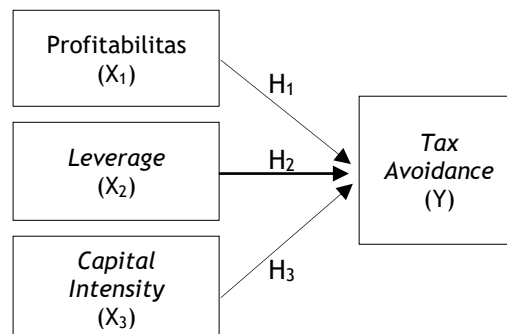 Profitabilitas
(X₁)
H₁
Leverage
(X₂)
H₂
Capital
Intensity
(X₃)
H₃
Tax
Avoidance
(Y)